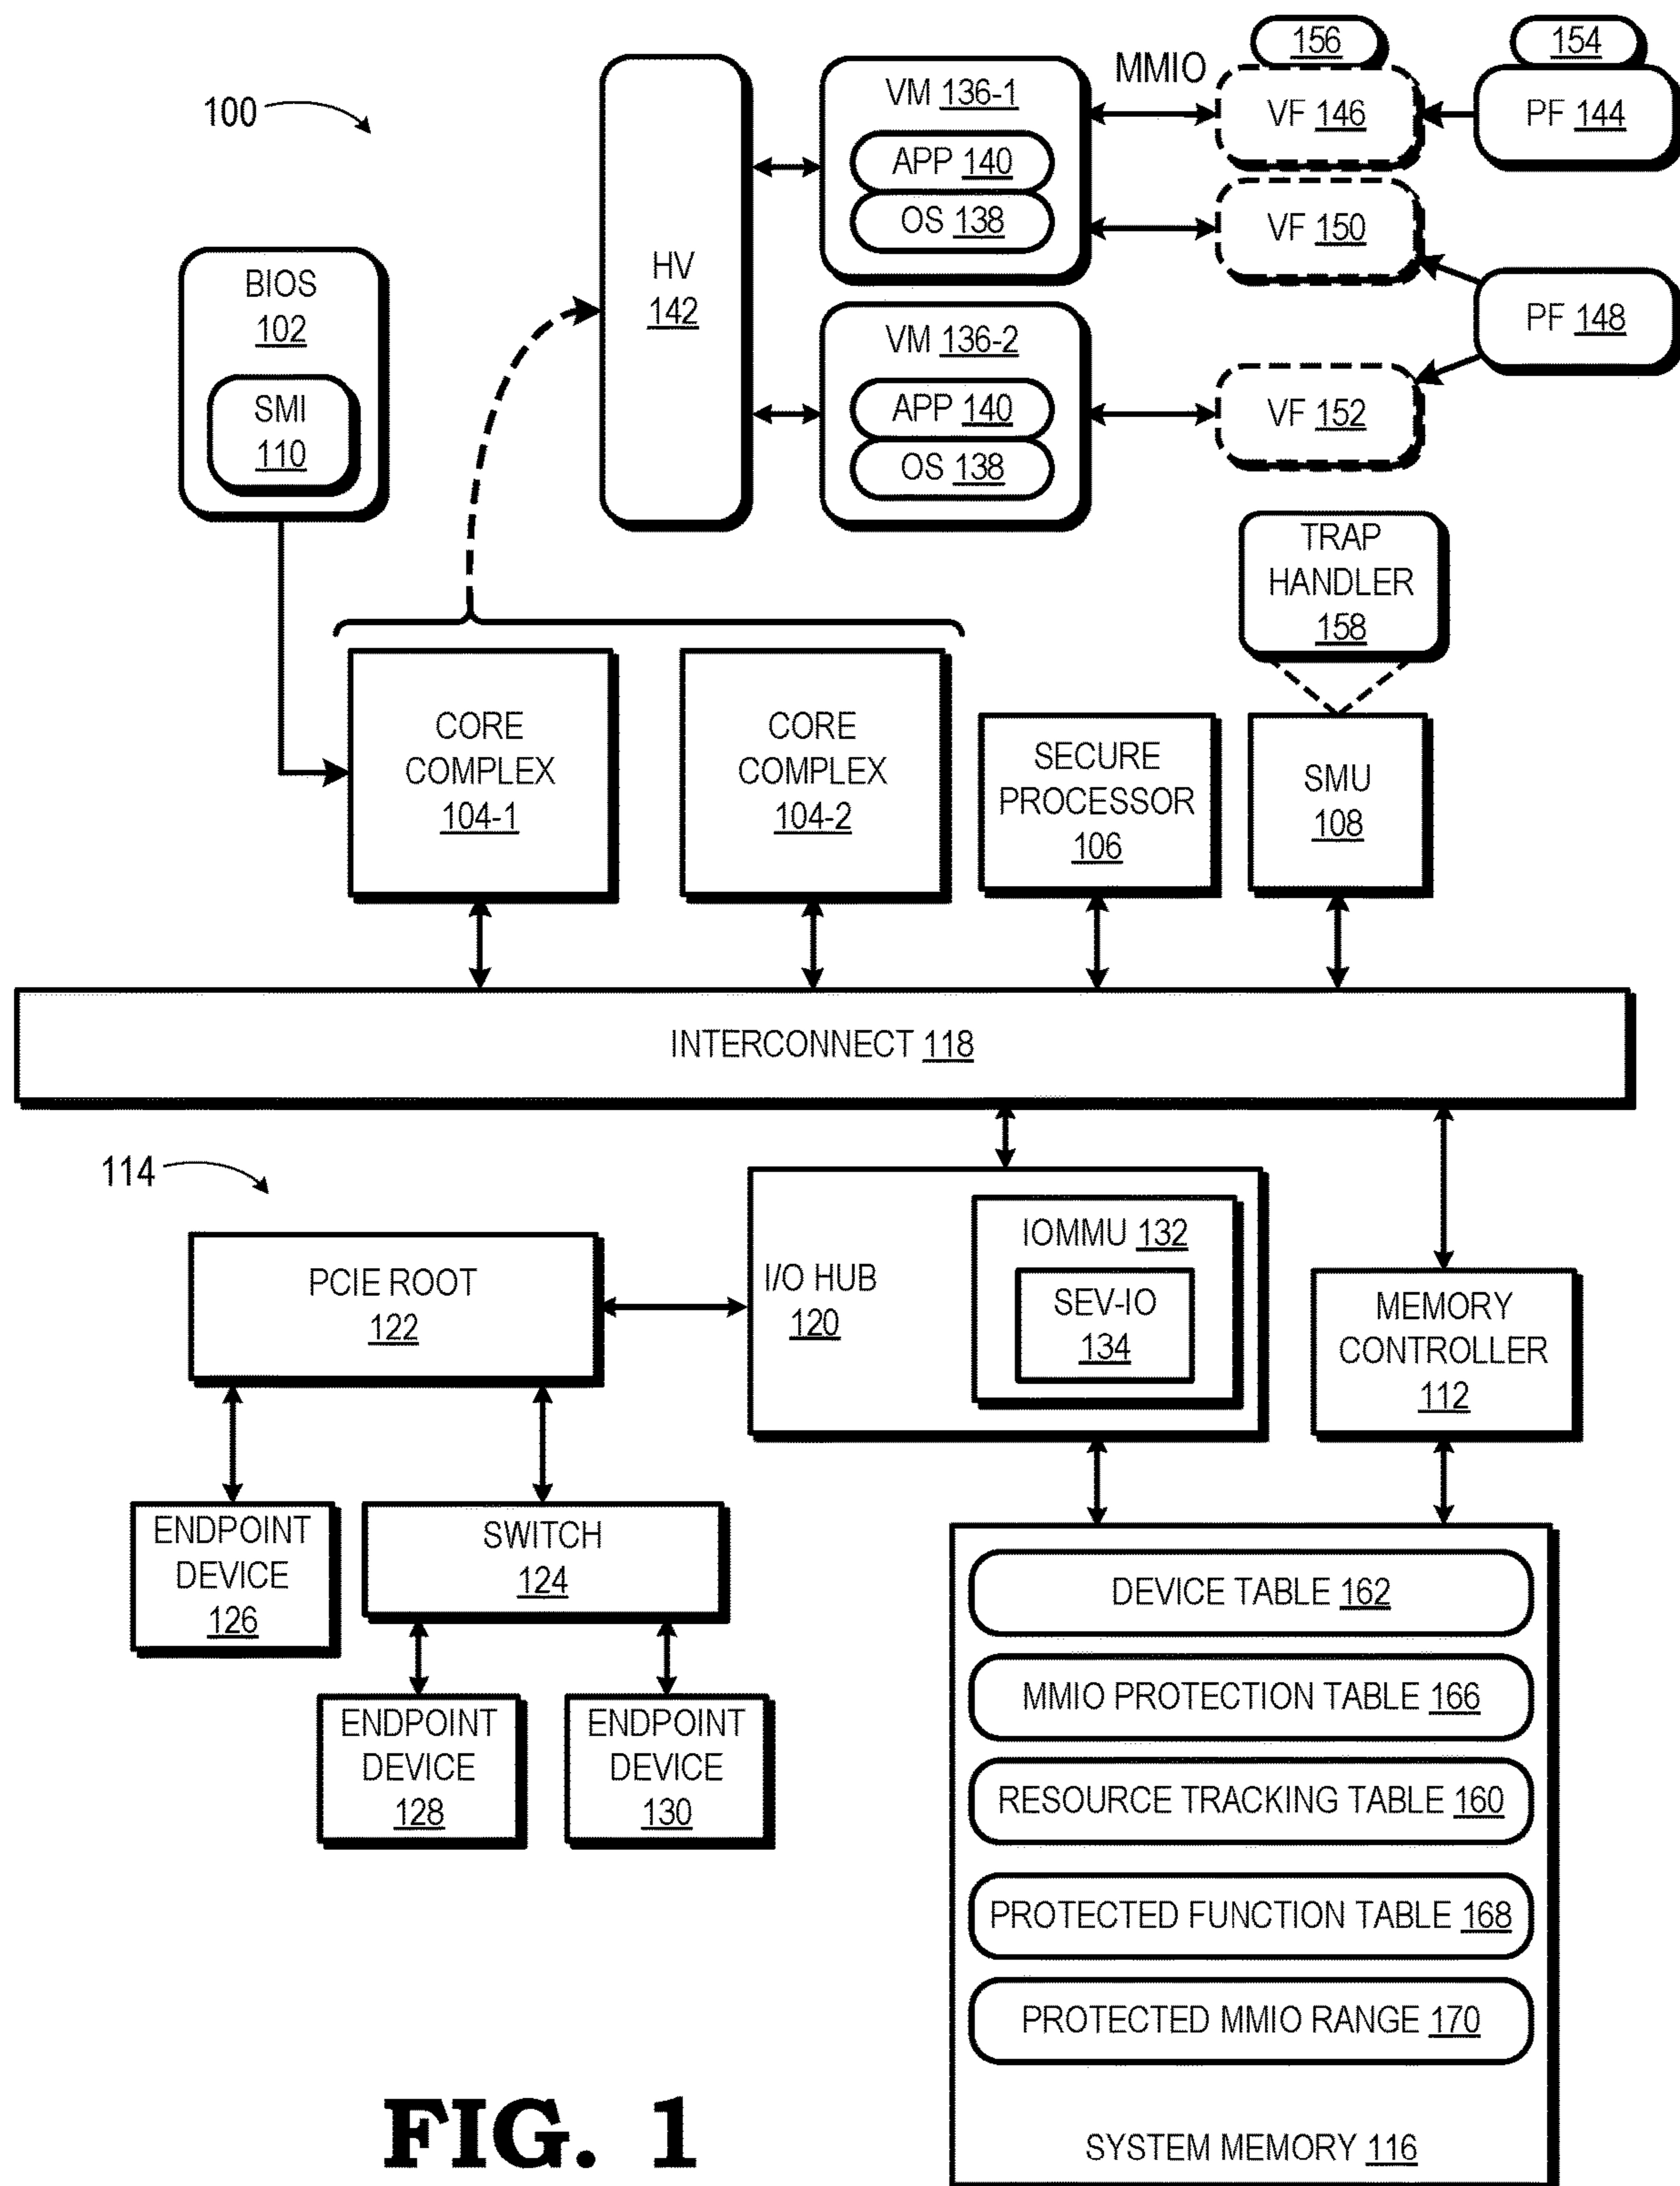 100
156
154
MMIO
VM 136-1
APP 140
OS 138
VF 146
PF 144
VF 150
HV
142
BIOS
102
SMI
110
PF 148
VM 136-2
APP 140
OS 138
VF 152
TRAP
HANDLER
158
CORE
COMPLEX
104-1
CORE
COMPLEX
104-2
SECURE
PROCESSOR
106
SMU
108
INTERCONNECT 118
114
PCIE ROOT
122
I/O HUB
120
IOMMU 132
SEV-IO
134
MEMORY
CONTROLLER
112
ENDPOINT
DEVICE
126
SWITCH
124
ENDPOINT
DEVICE
128
ENDPOINT
DEVICE
130
DEVICE TABLE 162
MMIO PROTECTION TABLE 166
RESOURCE TRACKING TABLE 160
PROTECTED FUNCTION TABLE 168
PROTECTED MMIO RANGE 170
SYSTEM MEMORY 116
FIG. 1